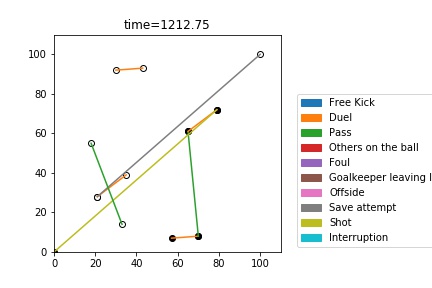 time=1212.75
100
80
60
40
20
0
0
20
40
60
80
100
Free Kick
Duel
Pass
Others on the ball
Foul
Goalkeeper leaving l
Offside
Save attempt
Shot
Interruption